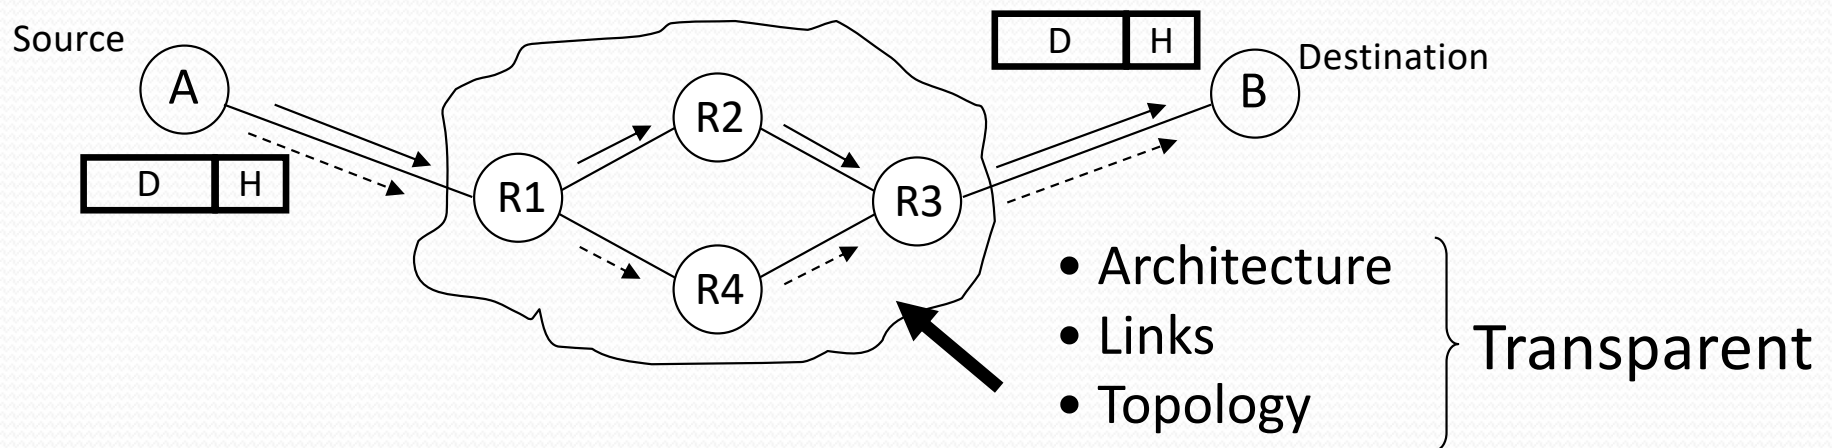 Source
A
D H
R1
R2
R4
R3
D H
B
Destination
• Architecture
• Links
• Topology
Transparent